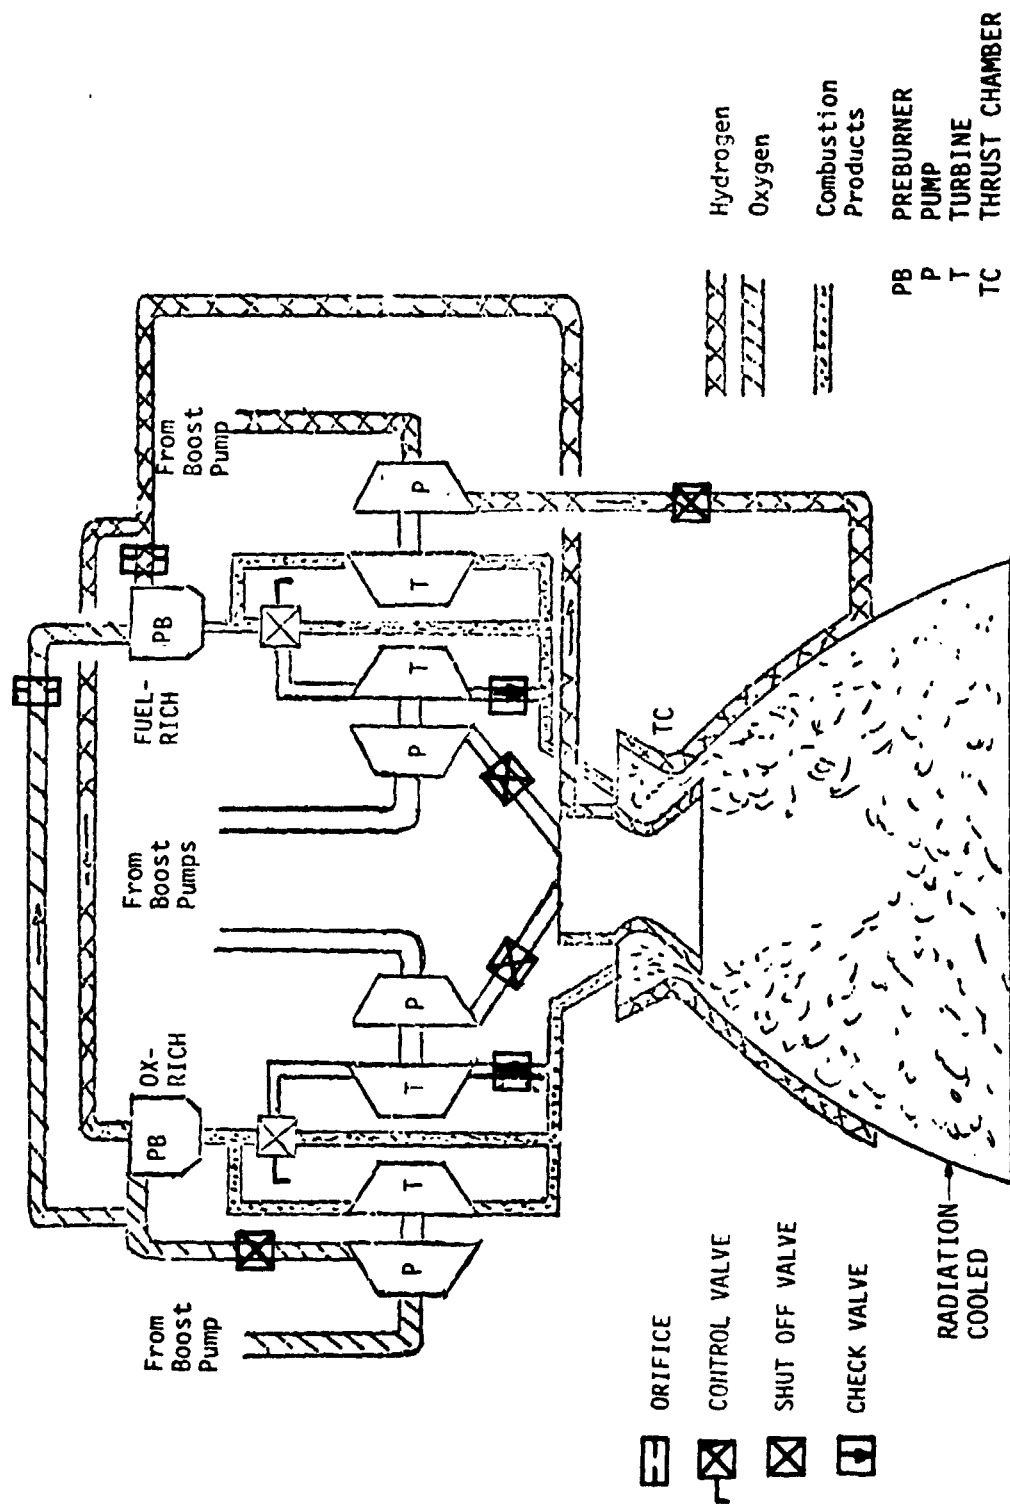 From
Boost
Pump
From
Boost
Pumps
From
Boost
Pump
OX-
RICH
FUEL-
RICH
PB
PB
P
T
T
P
P
T
T
P
TC
RADIATION
COOLED
ORIFICE
CONTROL VALVE
SHUT OFF VALVE
CHECK VALVE
Hydrogen
Oxygen
Combustion
Products
PB PREBURNER
P PUMP
T TURBINE
TC THRUST CHAMBER